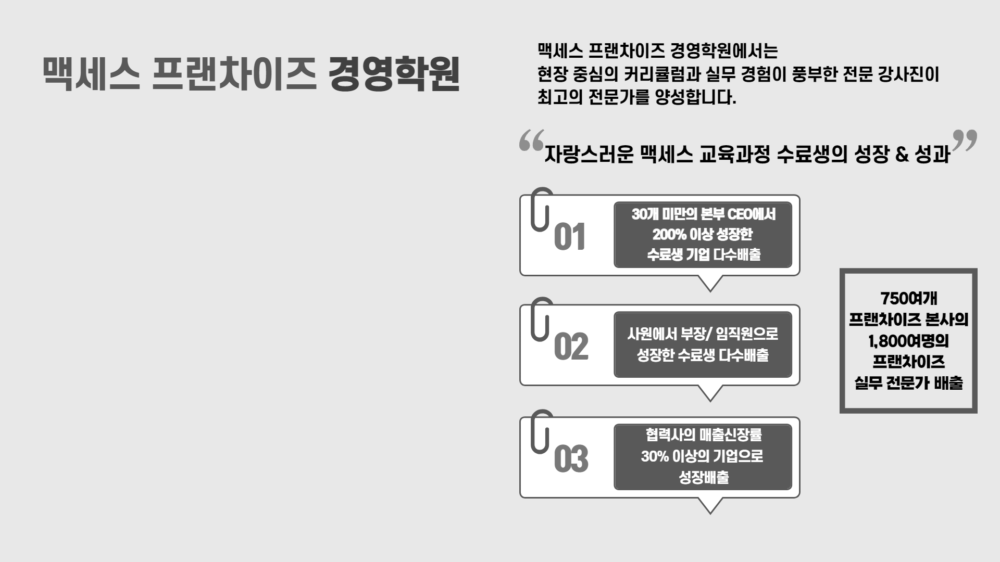 맥세스 프랜차이즈 경영학원
맥세스 프랜차이즈 경영학원에서는
현장 중심의 커리큘럼과 실무 경험이 풍부한 전문 강사진이
최고의 전문가를 양성합니다.
“자랑스러운 맥세스 교육과정 수료생의 성장 & 성과”
01
30개 미만의 본부 CEO에서
200% 이상 성장한
수료생 기업 다수배출
02
사원에서 부장/ 임직원으로
성장한 수료생 다수배출
03
협력사의 매출신장률
30% 이상의 기업으로
성장배출
750여개
프랜차이즈 본사의
1,800여명의
프랜차이즈
실무 전문가 배출